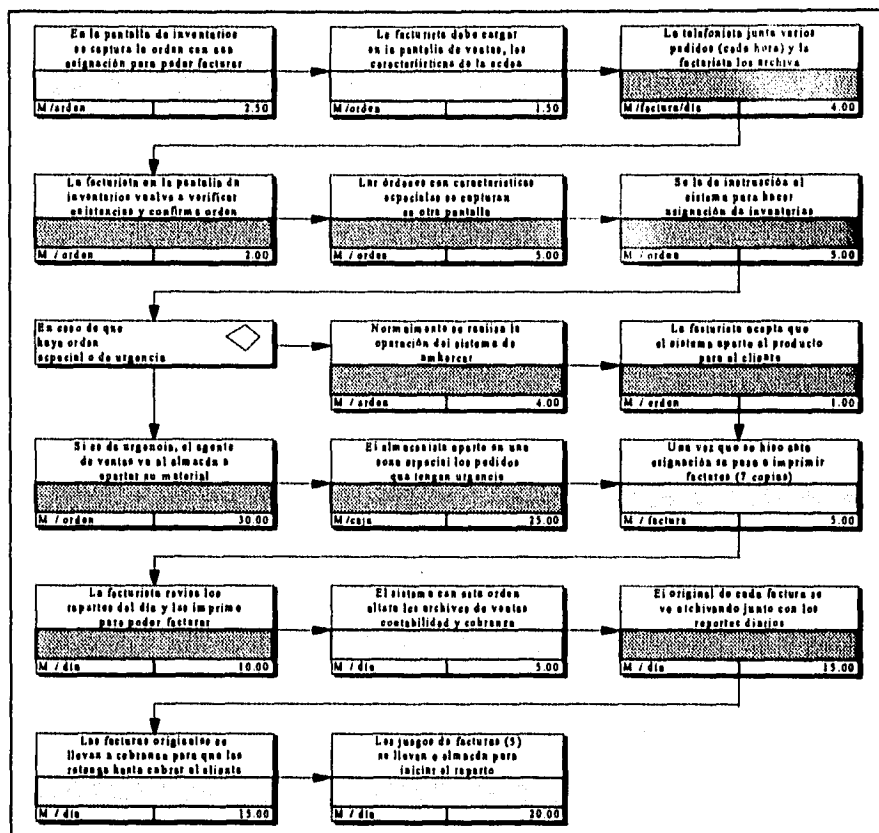 En la pantalla de inventarios
se captura la orden con una
asignación para poder facturar
M/orden 2.50
La facturista debe cargar
en la pantalla de ventas, las
características de la orden
M/orden 1.50
La telefonista junta varios
pedidos (cada hora) y la
facturista los archiva
M/factura/día 4.00
La facturista en la pantalla de
inventarios vuelve a verificar
existencias y confirma orden
M / orden 2.00
Las órdenes con características
especiales se capturan
en otra pantalla
M / orden 5.00
Se le da instrucción al
sistema para hacer
asignación de inventarios
M / orden 5.00
En caso de que
haya orden
especial o de urgencia
Normalmente se realiza la
operación del sistema de
embarcar
M / orden 4.00
La facturista acepta que
el sistema aparte al producto
para el cliente
M / orden 1.00
Si es de urgencia, el agente
de ventas va al almacén a
apartar su material
M / orden 30.00
El almacenista aparta en una
zona especial los pedidos
que tengan urgencia
M/caja 25.00
Una vez que se hizo esta
asignación se pasa a imprimir
facturas (7 copias)
M / factura 5.00
La facturista revisa los
repartos del día y los imprime
para poder facturar
M / día 10.00
El sistema con esta orden
altera los archivos de ventas
contabilidad y cobranza
M / día 5.00
El original de cada factura se
va archivando junto con los
reportes diarios
M / día 15.00
Las facturas originales se
llevan a cobranza para que las
retenga hasta cobrar al cliente
M / día 15.00
Los juegos de facturas (5)
se llevan a almacén para
iniciar el reparto
M / día 20.00